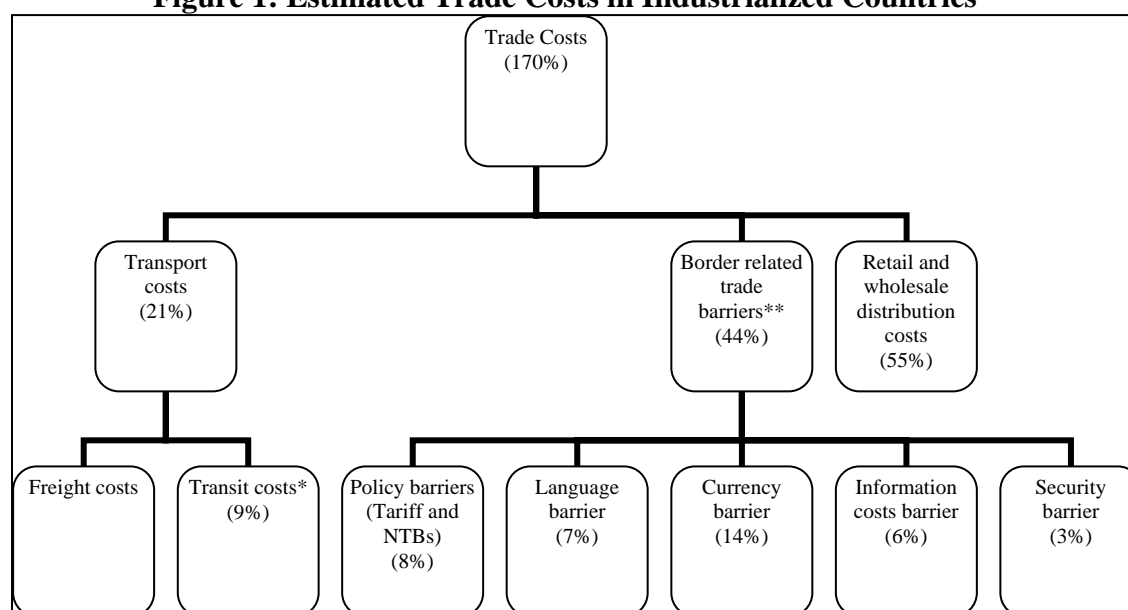 Figure 1: Estimated Trade Costs in Industrialized Countries
Trade Costs
(170%)
Transport
costs
(21%)
Border related
trade
barriers**
(44%)
Retail and
wholesale
distribution
costs
(55%)
Freight costs
Transit costs*
(9%)
Policy barriers
(Tariff and
NTBs)
(8%)
Language
barrier
(7%)
Currency
barrier
(14%)
Information
costs barrier
(6%)
Security
barrier
(3%)